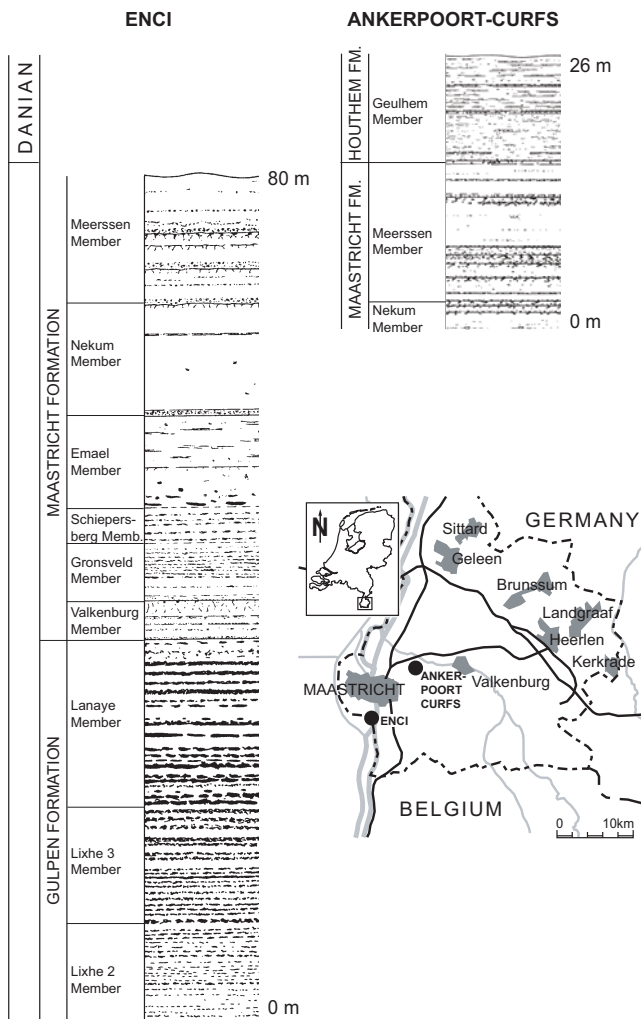 ENCI
DANIAN
MAASTRICHT FORMATION
GULPEN FORMATION
80 m
Meerssen
Member
Nekum
Member
Emael
Member
Schiepers-
berg Memb.
Gronsveld
Member
Valkenburg
Member
Lanaye
Member
Lixhe 3
Member
Lixhe 2
Member
0 m
ANKERPOORT-CURFS
HOUTHEM FM.
MAASTRICHT FM.
26 m
Geulhem
Member
Meerssen
Member
Nekum
Member
0 m
N
GERMANY
Sittard
Geleen
Brunssum
Landgraaf
Heerlen
Kerkrade
MAASTRICHT
ANKER-
POORT
CURFS
Valkenburg
ENCI
BELGIUM
0 10km